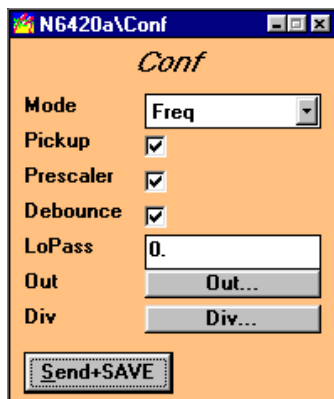 N6420a\Conf
Conf
Mode Freq
Pickup
Prescaler
Debounce
LoPass 0.
Out Out...
Div Div...
Send+SAVE